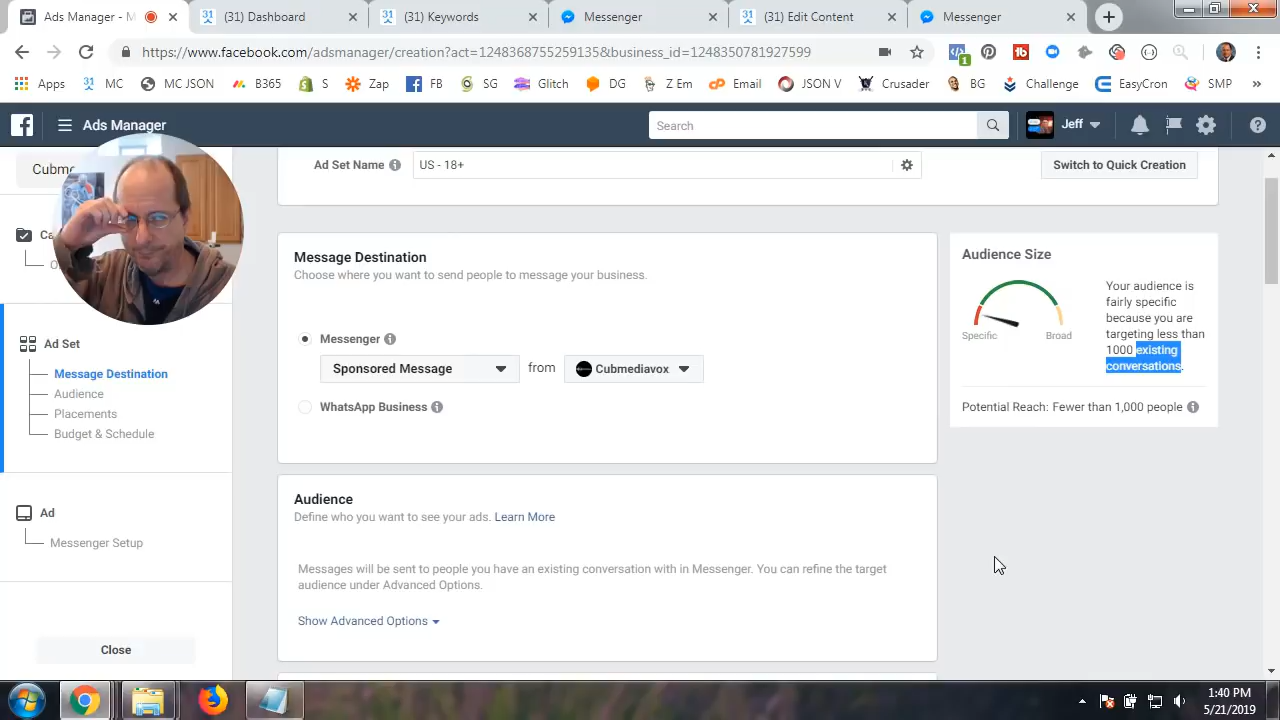 Ads Manager - M
(31) Dashboard
(31) Keywords
Messenger
(31) Edit Content
Messenger
https://www.facebook.com/adsmanager/creation?act=1248368755259135&business_id=1248350781927599
1
Apps
31 MC
MC JSON
B365
S
Zap
FB
SG
Glitch
DG
Z Em
Email
JSON V
Crusader
BG
Challenge
EasyCron
SMP
»
Ads Manager
Search
Jeff
Cubme
Ad Set Name
US - 18+
Switch to Quick Creation
Ca
O
Ad Set
Message Destination
Audience
Placements
Budget & Schedule
Ad
Messenger Setup
Close
Message Destination
Choose where you want to send people to message your business.
Messenger
Sponsored Message
from
Cubmediavox
WhatsApp Business
Audience
Define who you want to see your ads. Learn More
Messages will be sent to people you have an existing conversation with in Messenger. You can refine the target
audience under Advanced Options.
Show Advanced Options
Audience Size
Specific
Broad
Your audience is
fairly specific
because you are
targeting less than
1000 existing
conversations.
Potential Reach: Fewer than 1,000 people
1:40 PM
5/21/2019